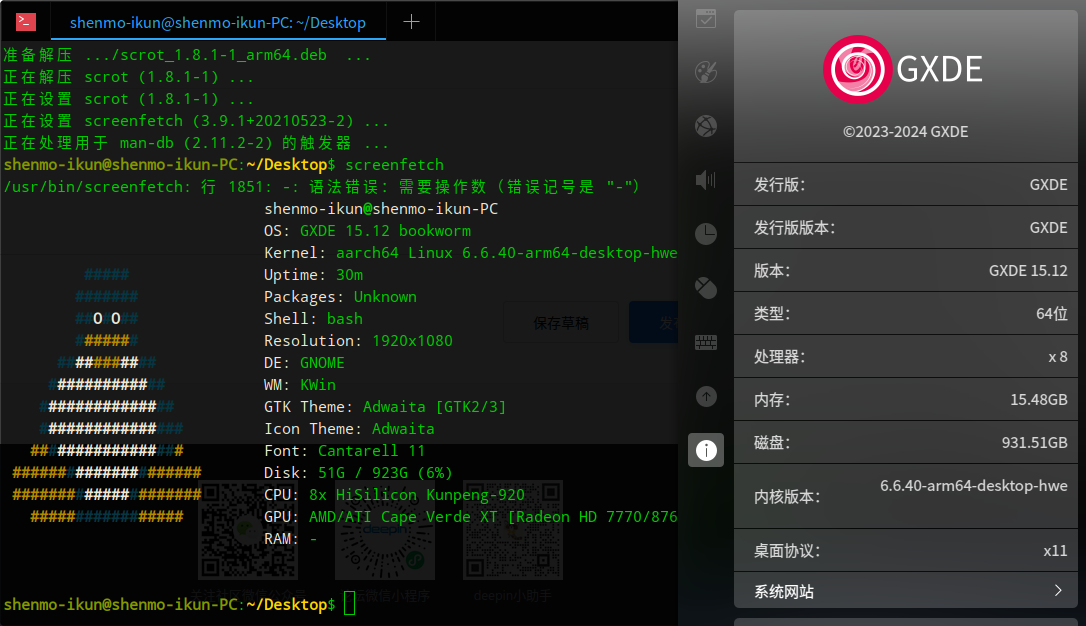 shenmo-ikun@shenmo-ikun-PC: ~/Desktop
准备解压 .../scrot_1.8.1-1_arm64.deb ...
正在解压 scrot (1.8.1-1) ...
正在设置 scrot (1.8.1-1) ...
正在设置 screenfetch (3.9.1+20210523-2) ...
正在处理用于 man-db (2.11.2-2) 的触发器 ...
shenmo-ikun@shenmo-ikun-PC:~/Desktop$ screenfetch
/usr/bin/screenfetch: 行 1851: -: 语法错误: 需要操作数 (错误记号是 "-")
shenmo-ikun@shenmo-ikun-PC
OS: GXDE 15.12 bookworm
Kernel: aarch64 Linux 6.6.40-arm64-desktop-hwe
Uptime: 30m
Packages: Unknown
Shell: bash
Resolution: 1920x1080
DE: GNOME
WM: KWin
GTK Theme: Adwaita [GTK2/3]
Icon Theme: Adwaita
Font: Cantarell 11
Disk: 51G / 923G (6%)
CPU: 8x HiSilicon Kunpeng-920
GPU: AMD/ATI Cape Verde XT [Radeon HD 7770/876
RAM: -
shenmo-ikun@shenmo-ikun-PC:~/Desktop$
保存草稿
deepin
微信小程序
deepin小助手
GXDE
©2023-2024 GXDE
发行版: GXDE
发行版版本: GXDE
版本: GXDE 15.12
类型: 64位
处理器: x 8
内存: 15.48GB
磁盘: 931.51GB
内核版本: 6.6.40-arm64-desktop-hwe
桌面协议: x11
系统网站